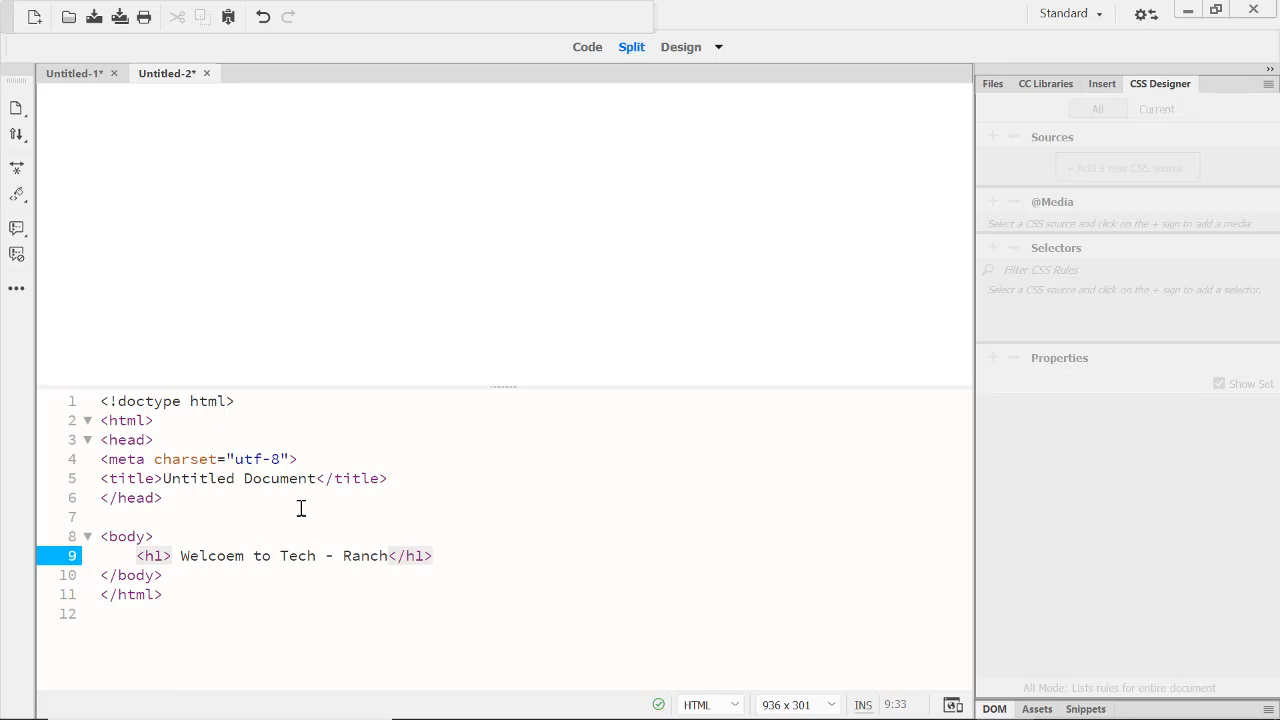 Standard
Code Split Design
Untitled-1* Untitled-2*
Files CC Libraries Insert CSS Designer
All Current
Sources
+ Add a new CSS source
@Media
Select a CSS source and click on the + sign to add a media
Selectors
Filter CSS Rules
Select a CSS source and click on the + sign to add a selector.
Properties
Show Set
1 <!doctype html>
2 <html>
3 <head>
4 <meta charset="utf-8">
5 <title>Untitled Document</title>
6 </head>
7
8 <body>
9 <h1> Welcoem to Tech - Ranch</h1>
10 </body>
11 </html>
12
All Mode: Lists rules for entire document
HTML 936 x 301 INS 9:33
DOM Assets Snippets